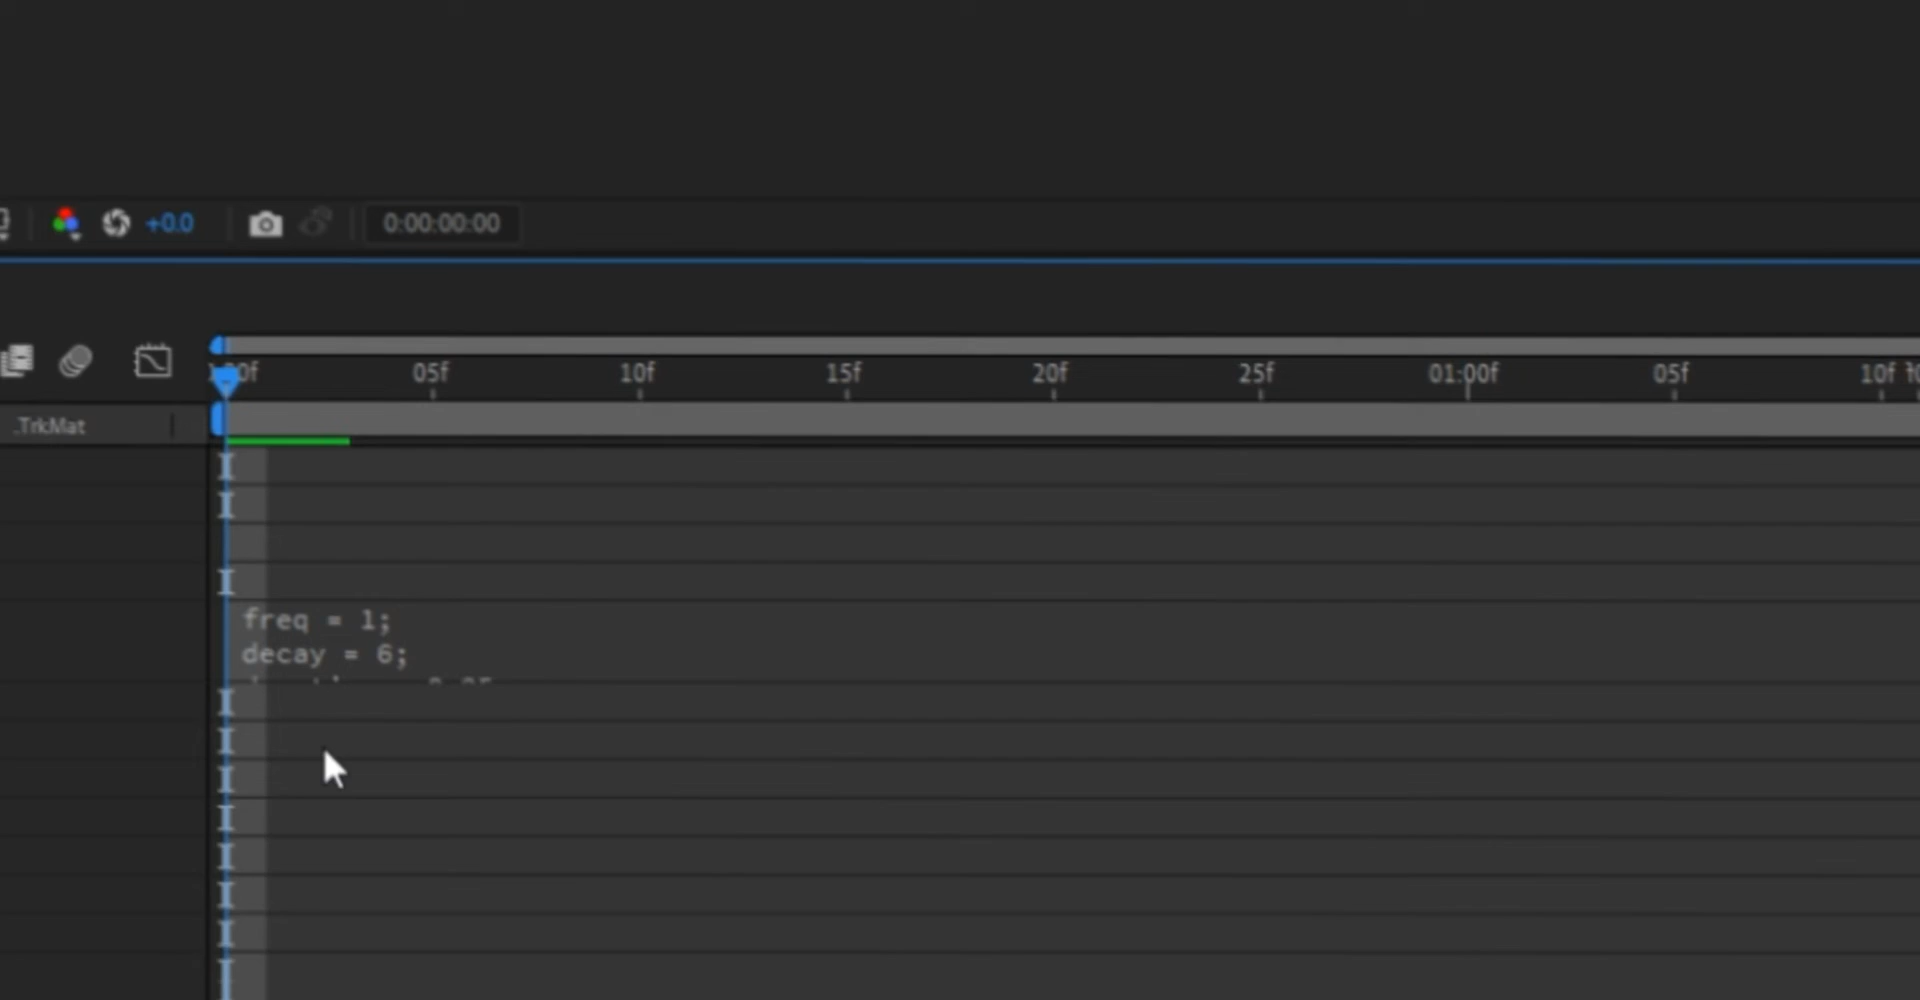 +0.0 0:00:00:00
05f 10f 15f 20f 25f 01:00f 05f 10f
.TrkMat
freq = 1;
decay = 6;